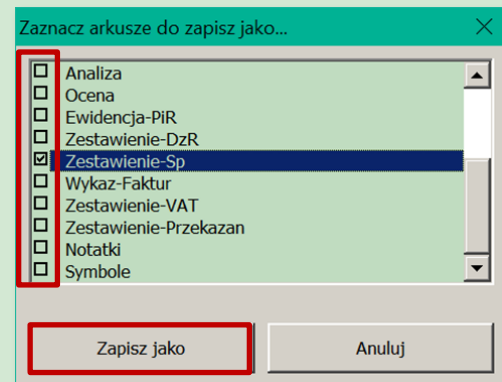 Zaznacz arkusze do zapisz jako...
Analiza
Ocena
Ewidencja-PiR
Zestawienie-DzR
Zestawienie-Sp
Wykaz-Faktur
Zestawienie-VAT
Zestawienie-Przekazan
Notatki
Symbole
Zapisz jako
Anuluj